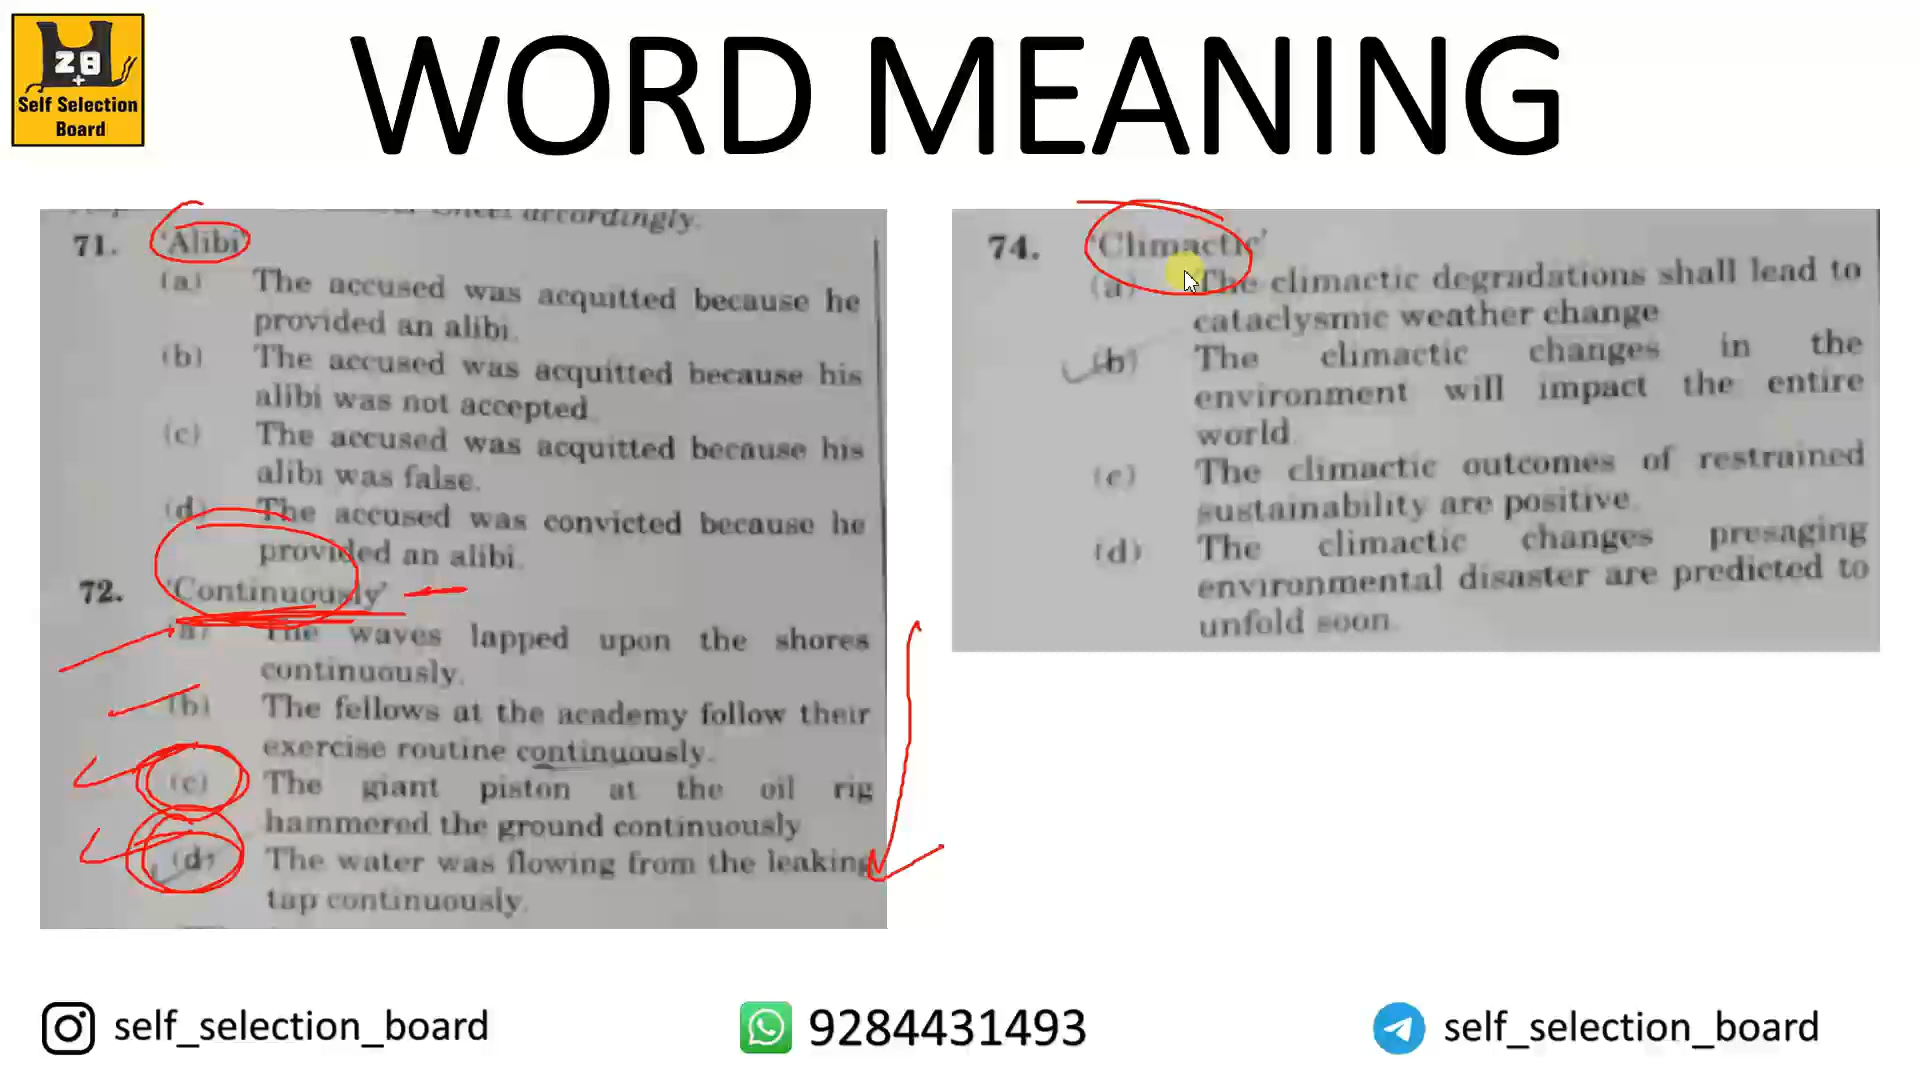 WORD MEANING
28
+
Self Selection
Board
accordingly.
71. 'Alibi'
(a) The accused was acquitted because he
provided an alibi.
(b) The accused was acquitted because his
alibi was not accepted.
(c) The accused was acquitted because his
alibi was false.
(d) The accused was convicted because he
provided an alibi.
72. 'Continuously'
(a) The waves lapped upon the shores
continuously.
(b) The fellows at the academy follow their
exercise routine continuously.
(c) The giant piston at the oil rig
hammered the ground continuously
(d) The water was flowing from the leaking
tap continuously.
74. 'Climactic'
(a) The climactic degradations shall lead to
cataclysmic weather change
(b) The climactic changes in the
environment will impact the entire
world.
(c) The climactic outcomes of restrained
sustainability are positive.
(d) The climactic changes presaging
environmental disaster are predicted to
unfold soon.
self_selection_board
9284431493
self_selection_board